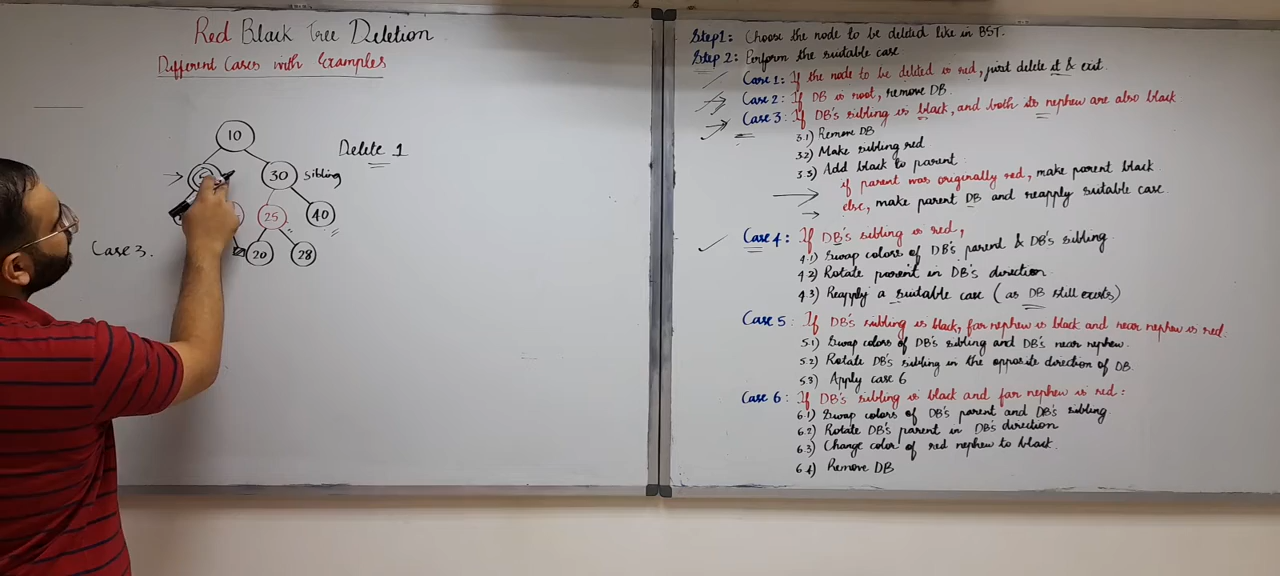 Red Black Tree Deletion
Different Cases with Examples
10
Delete 1
30 sibling
25
40
20
28
Case 3.
Step1: Choose the node to be deleted like in BST.
Step 2: Perform the suitable case
Case 1: If the node to be deleted is red, just delete it & exit.
Case 2: If DB is root, remove DB.
Case 3: If DB's sibling is black, and both its nephew are also black
3.1) Remove DB
3.2) Make sibling red
3.3) Add black to parent.
if parent was originally red, make parent black
else, make parent DB and reapply suitable case.
Case 4: If DB's sibling is red,
4.1) Swap colors of DB's parent & DB's sibling
4.2) Rotate parent in DB's direction
4.3) Reapply a suitable case (as DB still exists)
Case 5: If DB's sibling is black, far nephew is black and near nephew is red.
5.1) Swap colors of DB's sibling and DB's near nephew.
5.2) Rotate DB's sibling in the opposite direction of DB.
5.3) Apply case 6
Case 6: If DB's sibling is black and far nephew is red:
6.1) Swap colors of DB's parent and DB's sibling
6.2) Rotate DB's parent in DB's direction
6.3) Change color of red nephew to black.
6.4) Remove DB